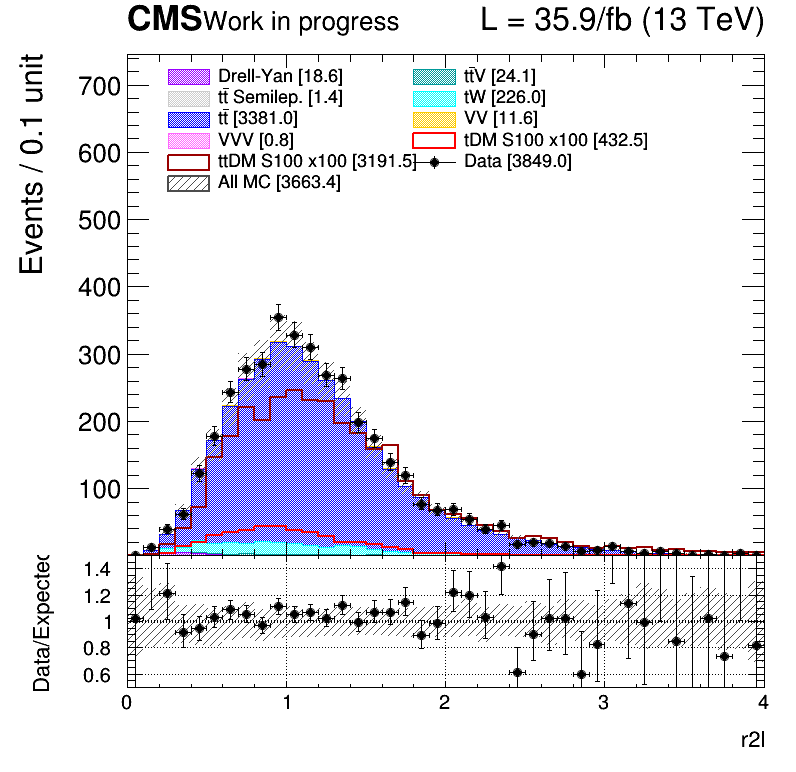 CMS Work in progress L = 35.9/fb (13 TeV)
Events / 0.1 unit
700
600
500
400
300
200
100
Drell-Yan [18.6] tt̄V [24.1]
tt̄ Semilep. [1.4] tW [226.0]
tt̄ [3381.0] VV [11.6]
VVV [0.8] tDM S100 x100 [432.5]
ttDM S100 x100 [3191.5] Data [3849.0]
All MC [3663.4]
Data/Expected
1.4
1.2
1
0.8
0.6
0 1 2 3 4
r2l